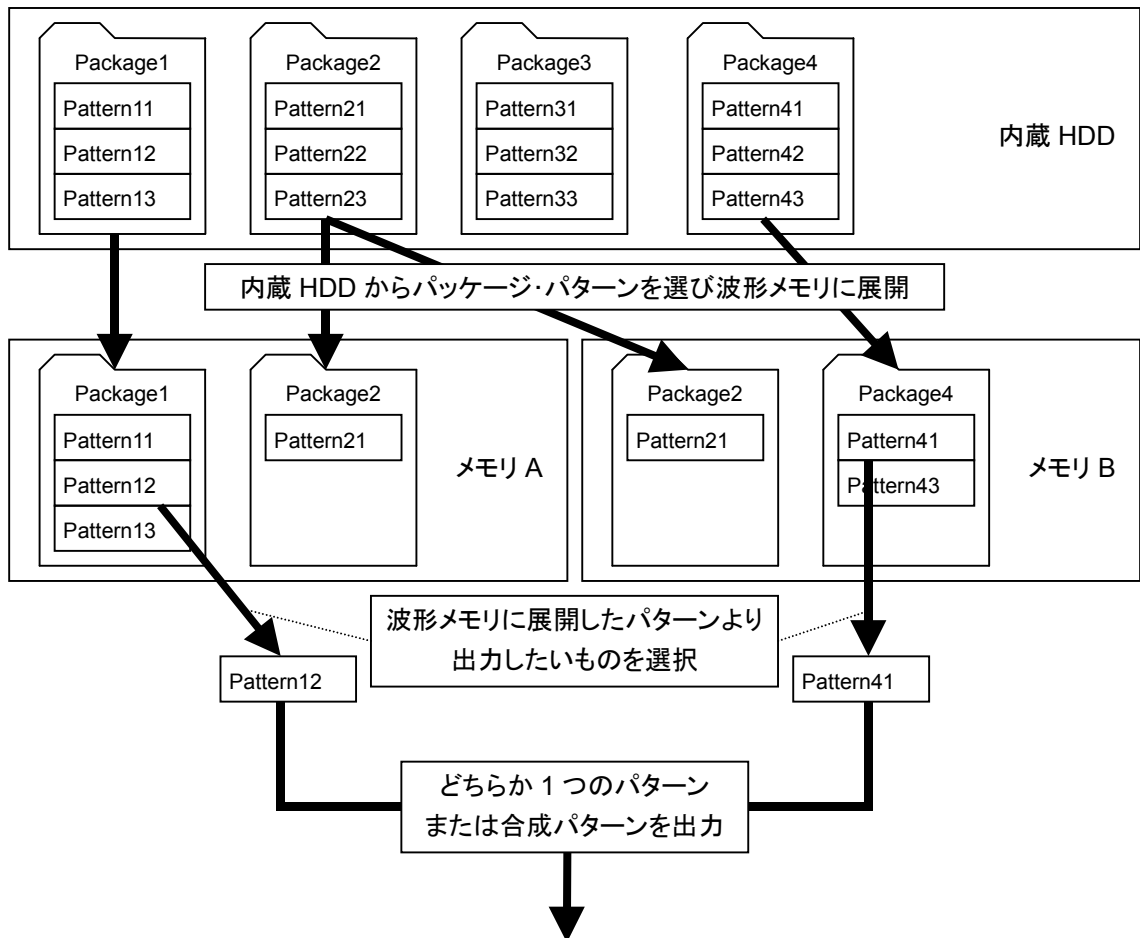 Package1
Pattern11
Pattern12
Pattern13
Package2
Pattern21
Pattern22
Pattern23
Package3
Pattern31
Pattern32
Pattern33
Package4
Pattern41
Pattern42
Pattern43
内蔵 HDD
内蔵 HDD からパッケージ・パターンを選び波形メモリに展開
Package1
Pattern11
Pattern12
Pattern13
Package2
Pattern21
メモリ A
Package2
Pattern21
Package4
Pattern41
Pattern43
メモリ B
波形メモリに展開したパターンより
出力したいものを選択
Pattern12
Pattern41
どちらか 1 つのパターン
または合成パターンを出力